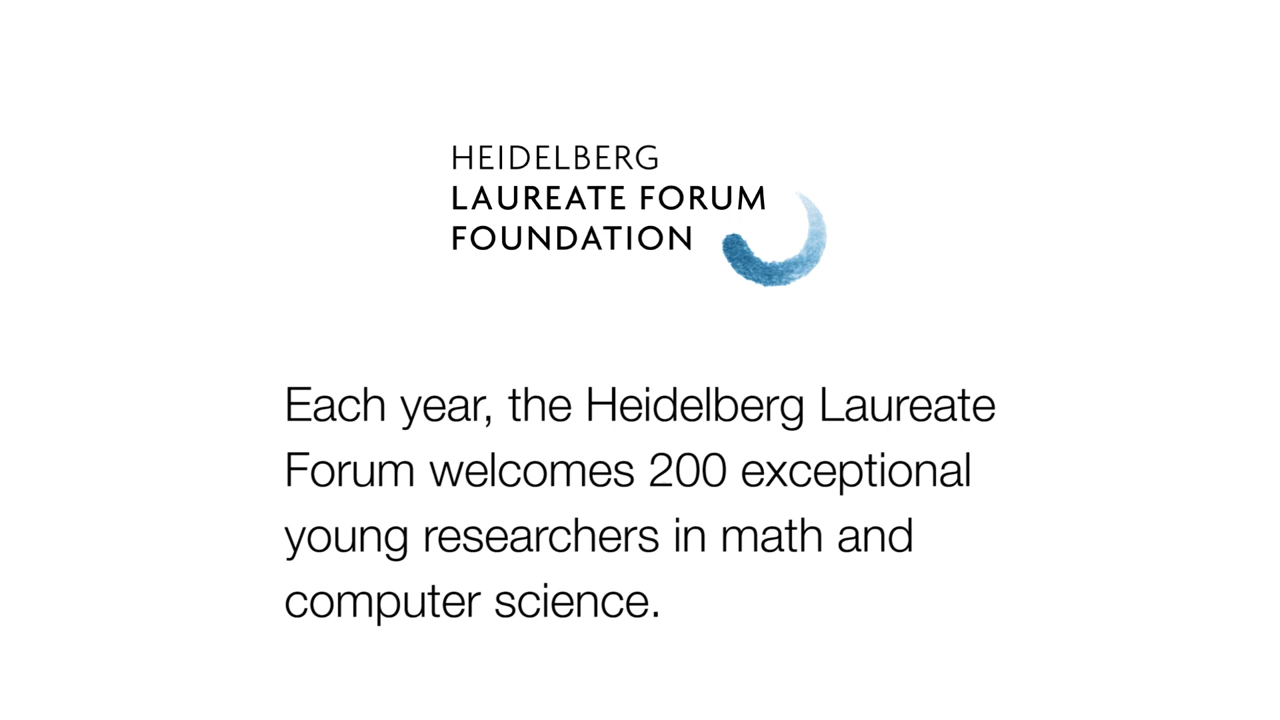 HEIDELBERG
LAUREATE FORUM
FOUNDATION
Each year, the Heidelberg Laureate
Forum welcomes 200 exceptional
young researchers in math and
computer science.